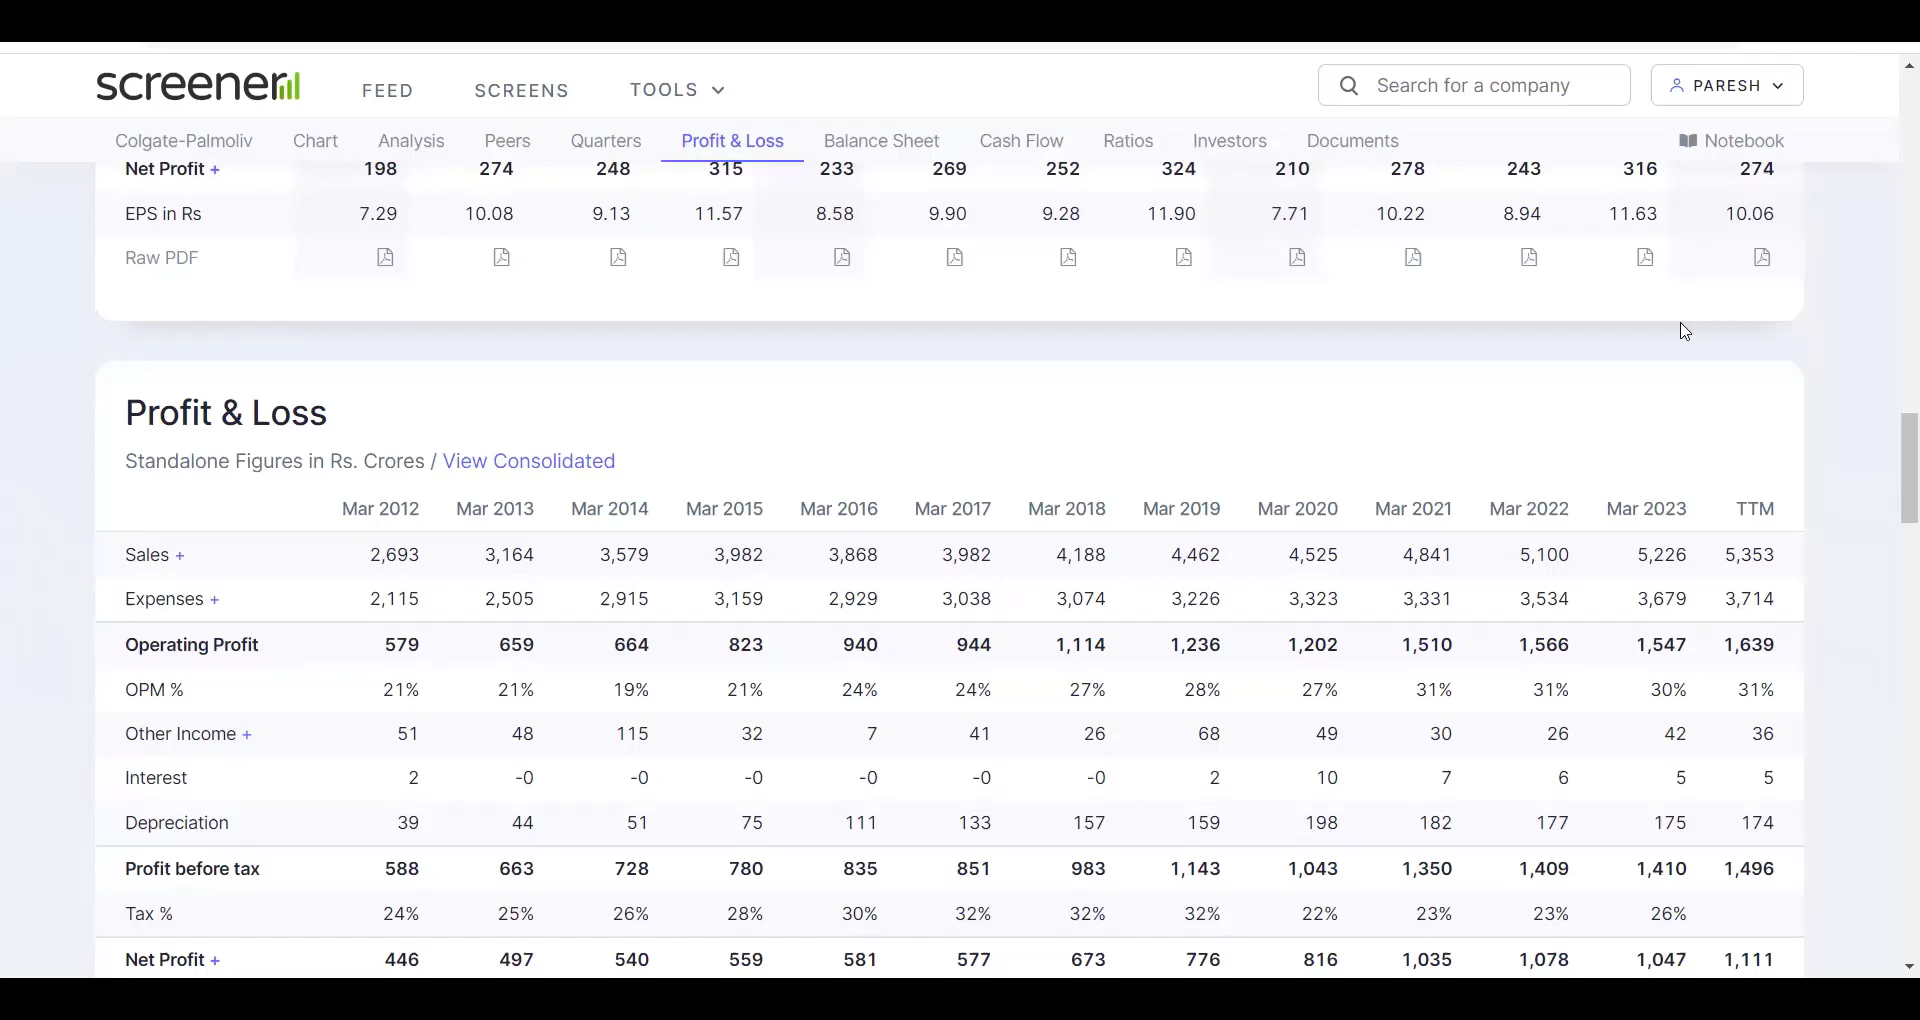 screener FEED SCREENS TOOLS Search for a company PARESH
Colgate-Palmoliv Chart Analysis Peers Quarters Profit & Loss Balance Sheet Cash Flow Ratios Investors Documents Notebook
Net Profit + 198 274 248 315 233 269 252 324 210 278 243 316 274
EPS in Rs 7.29 10.08 9.13 11.57 8.58 9.90 9.28 11.90 7.71 10.22 8.94 11.63 10.06
Raw PDF
Profit & Loss
Standalone Figures in Rs. Crores / View Consolidated
Mar 2012 Mar 2013 Mar 2014 Mar 2015 Mar 2016 Mar 2017 Mar 2018 Mar 2019 Mar 2020 Mar 2021 Mar 2022 Mar 2023 TTM
Sales + 2,693 3,164 3,579 3,982 3,868 3,982 4,188 4,462 4,525 4,841 5,100 5,226 5,353
Expenses + 2,115 2,505 2,915 3,159 2,929 3,038 3,074 3,226 3,323 3,331 3,534 3,679 3,714
Operating Profit 579 659 664 823 940 944 1,114 1,236 1,202 1,510 1,566 1,547 1,639
OPM % 21% 21% 19% 21% 24% 24% 27% 28% 27% 31% 31% 30% 31%
Other Income + 51 48 115 32 7 41 26 68 49 30 26 42 36
Interest 2 -0 -0 -0 -0 -0 -0 2 10 7 6 5 5
Depreciation 39 44 51 75 111 133 157 159 198 182 177 175 174
Profit before tax 588 663 728 780 835 851 983 1,143 1,043 1,350 1,409 1,410 1,496
Tax % 24% 25% 26% 28% 30% 32% 32% 32% 22% 23% 23% 26%
Net Profit + 446 497 540 559 581 577 673 776 816 1,035 1,078 1,047 1,111